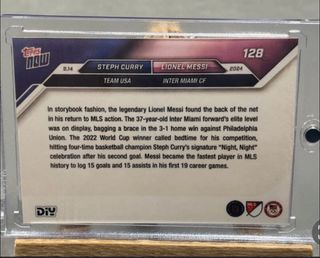 Topps NOW
128
9.14 STEPH CURRY LIONEL MESSI 2024
TEAM USA INTER MIAMI CF
In storybook fashion, the legendary Lionel Messi found the back of the net
in his return to MLS action. The 37-year-old Inter Miami forward's elite level
was on display, bagging a brace in the 3-1 home win against Philadelphia
Union. The 2022 World Cup winner called bedtime for his competition,
hitting four-time basketball champion Steph Curry's signature "Night, Night"
celebration after his second goal. Messi became the fastest player in MLS
history to log 15 goals and 15 assists in his first 19 career games.
DIY